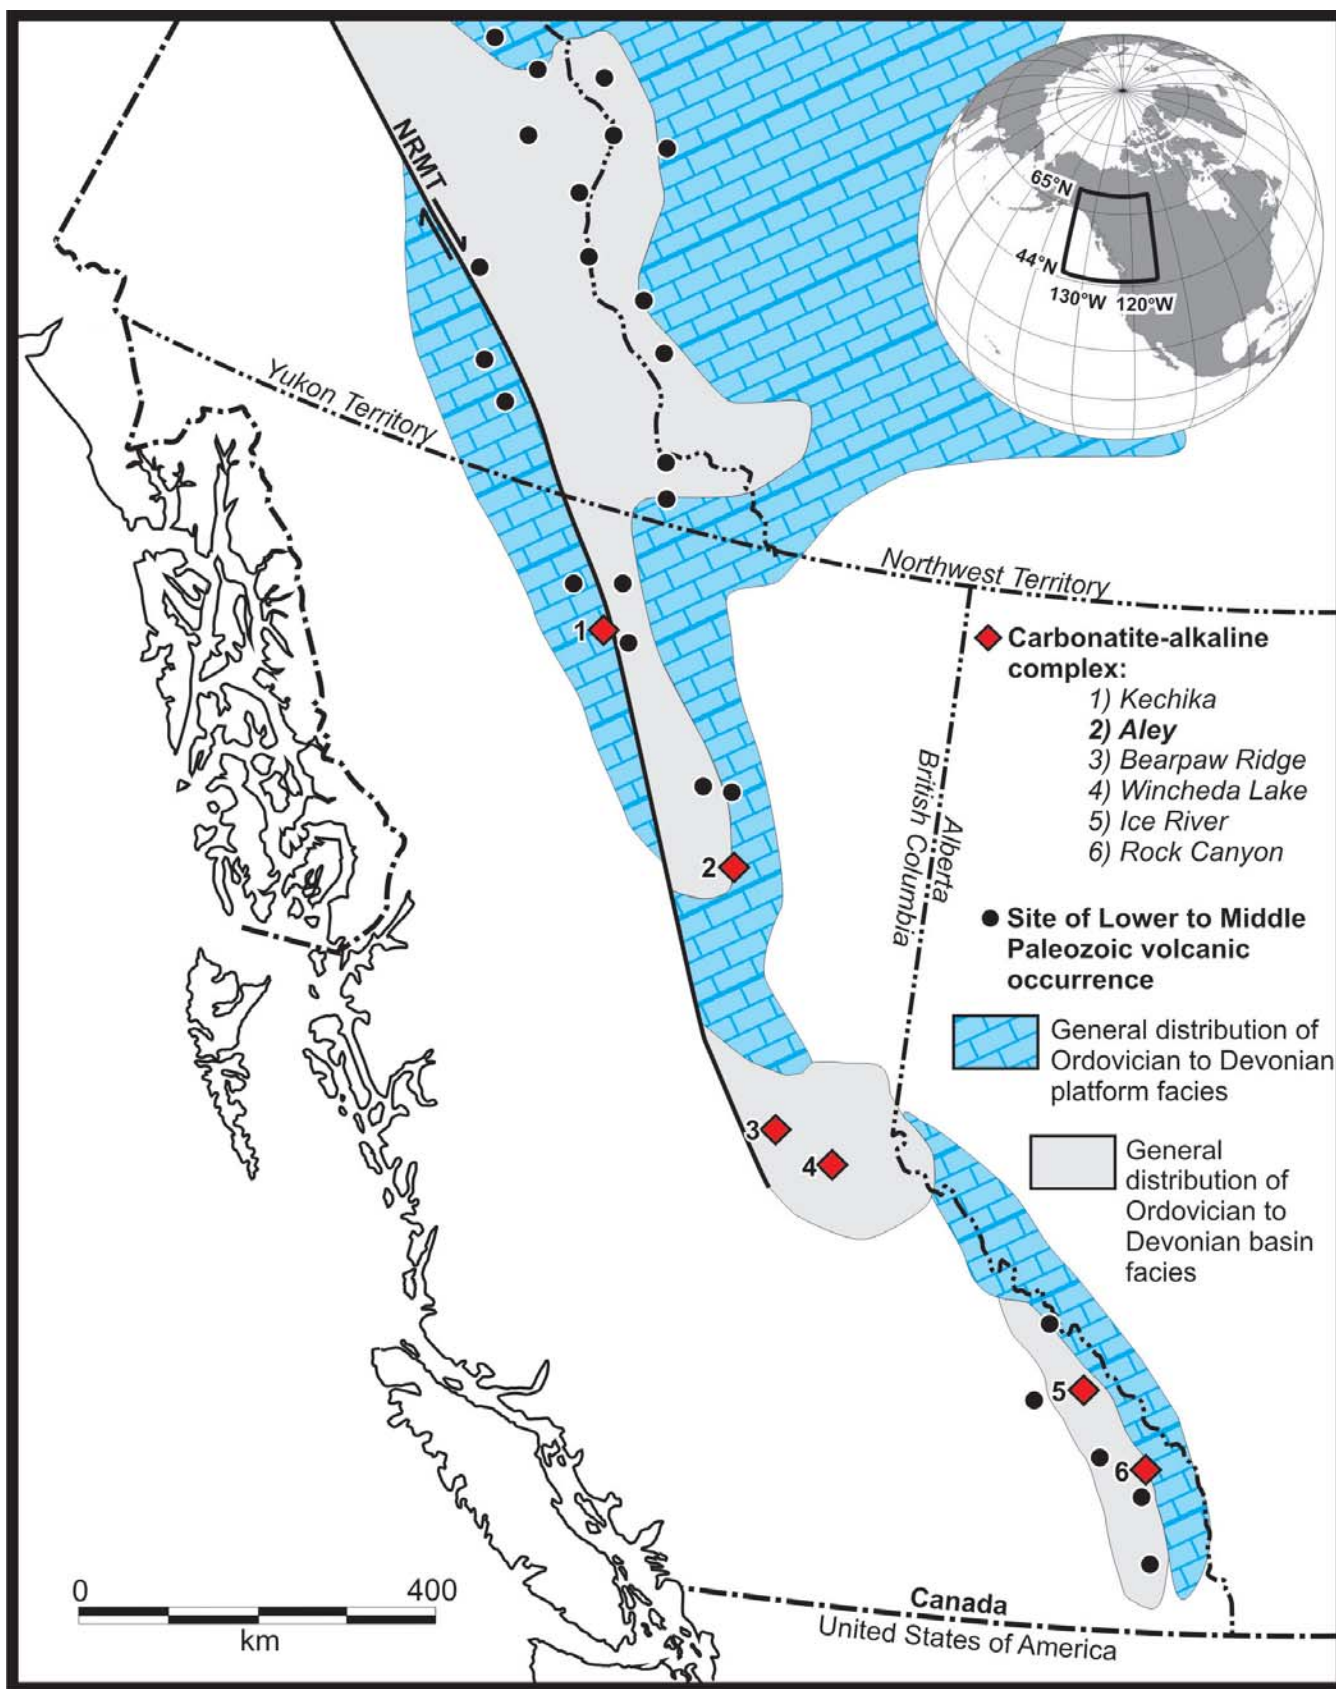 NRMT
65°N
44°N
130°W
120°W
Yukon Territory
Northwest Territory
British Columbia
Alberta
Carbonatite-alkaline
complex:
1) Kechika
2) Aley
3) Bearpaw Ridge
4) Wincheda Lake
5) Ice River
6) Rock Canyon
Site of Lower to Middle
Paleozoic volcanic
occurrence
General distribution of
Ordovician to Devonian
platform facies
General
distribution of
Ordovician to
Devonian basin
facies
1
2
3
4
5
6
0
400
km
Canada
United States of America